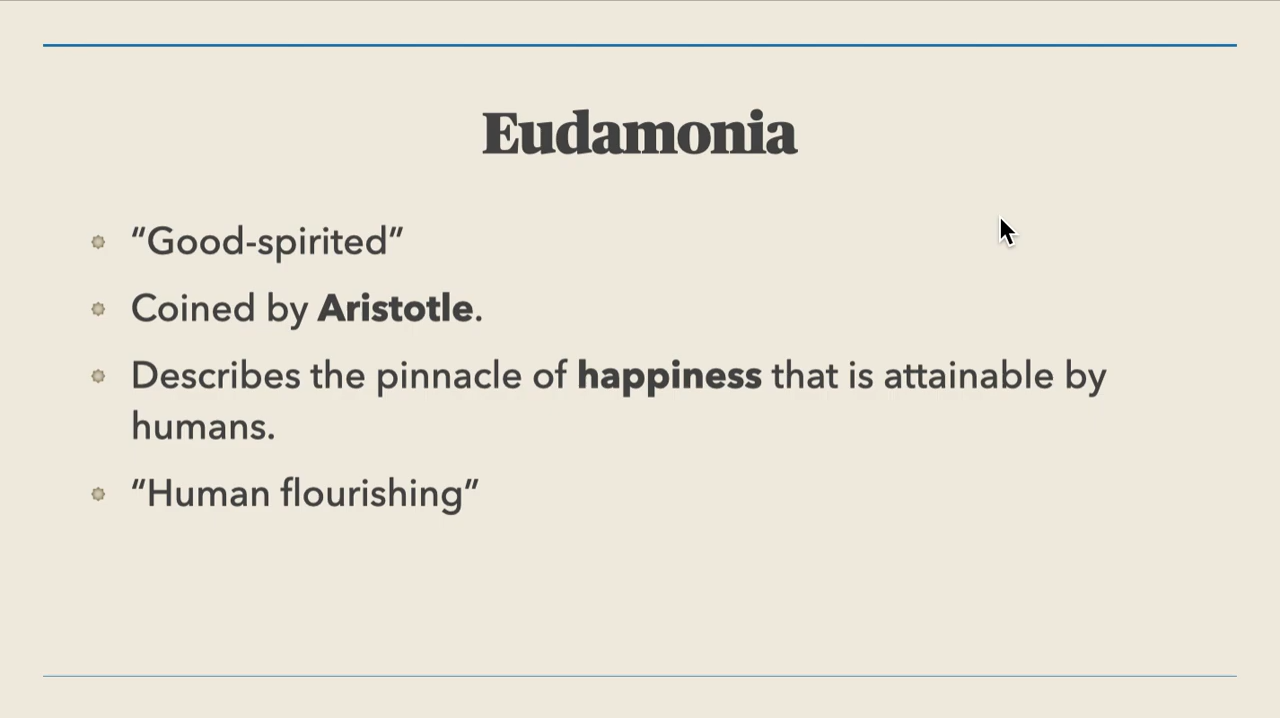 Eudamonia
“Good-spirited”
Coined by Aristotle.
Describes the pinnacle of happiness that is attainable by
humans.
“Human flourishing”